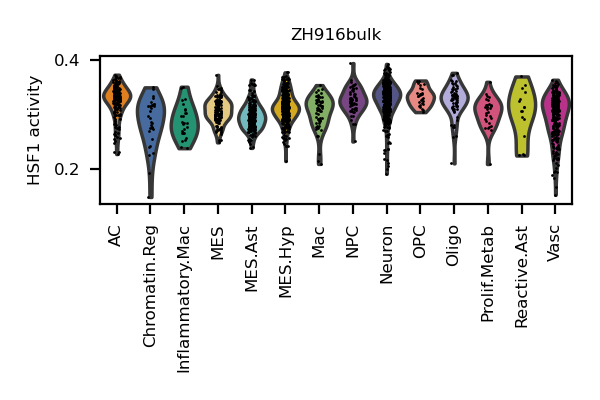 ZH916bulk
HSF1 activity
0.4
0.2
AC
Chromatin.Reg
Inflammatory.Mac
MES
MES.Ast
MES.Hyp
Mac
NPC
Neuron
OPC
Oligo
Prolif.Metab
Reactive.Ast
Vasc